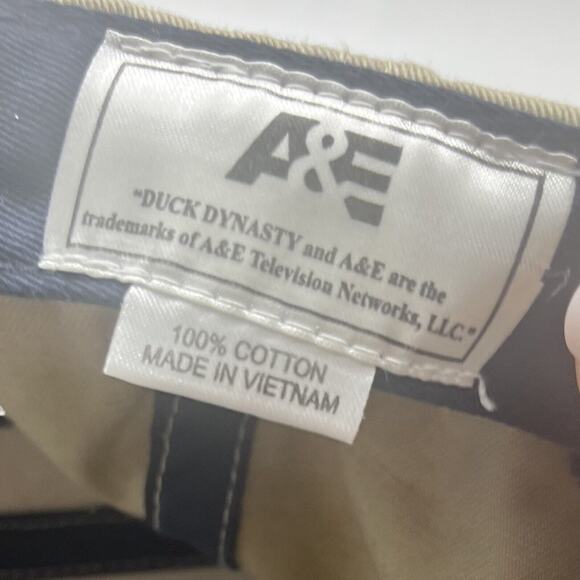 A&E
"DUCK DYNASTY and A&E are the
trademarks of A&E Television Networks, LLC."
100% COTTON
MADE IN VIETNAM